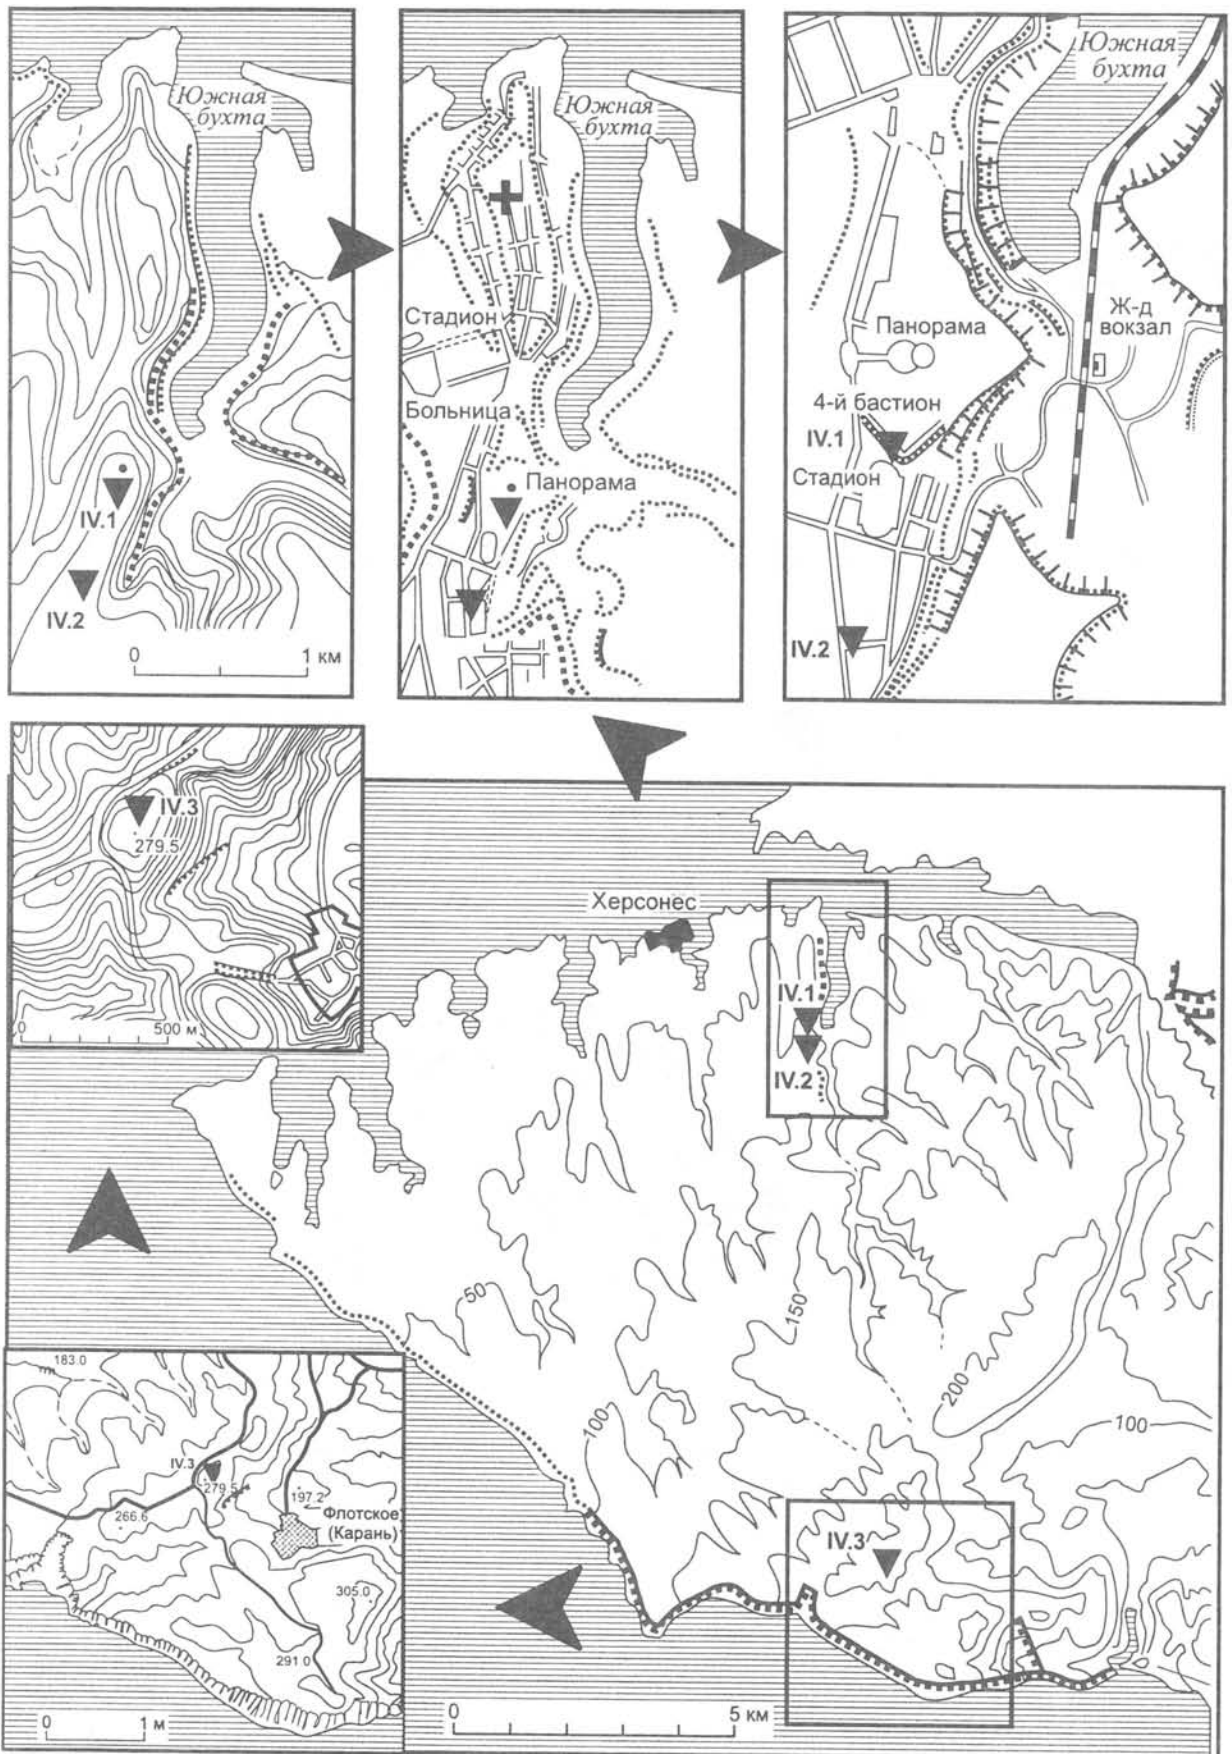 Южная
бухта
IV.1
IV.2
0 1 км
Южная
бухта
Стадион
Больница
Панорама
Южная
бухта
Ж-д
вокзал
Панорама
4-й бастион
IV.1
Стадион
IV.2
IV.3
279.5
0 500 м
Херсонес
IV.1
IV.2
50
150
200
100
100
IV.3
0 5 км
183.0
IV.3
279.5
197.2
266.6
Флотское
(Карань)
305.0
291.0
0 1 м